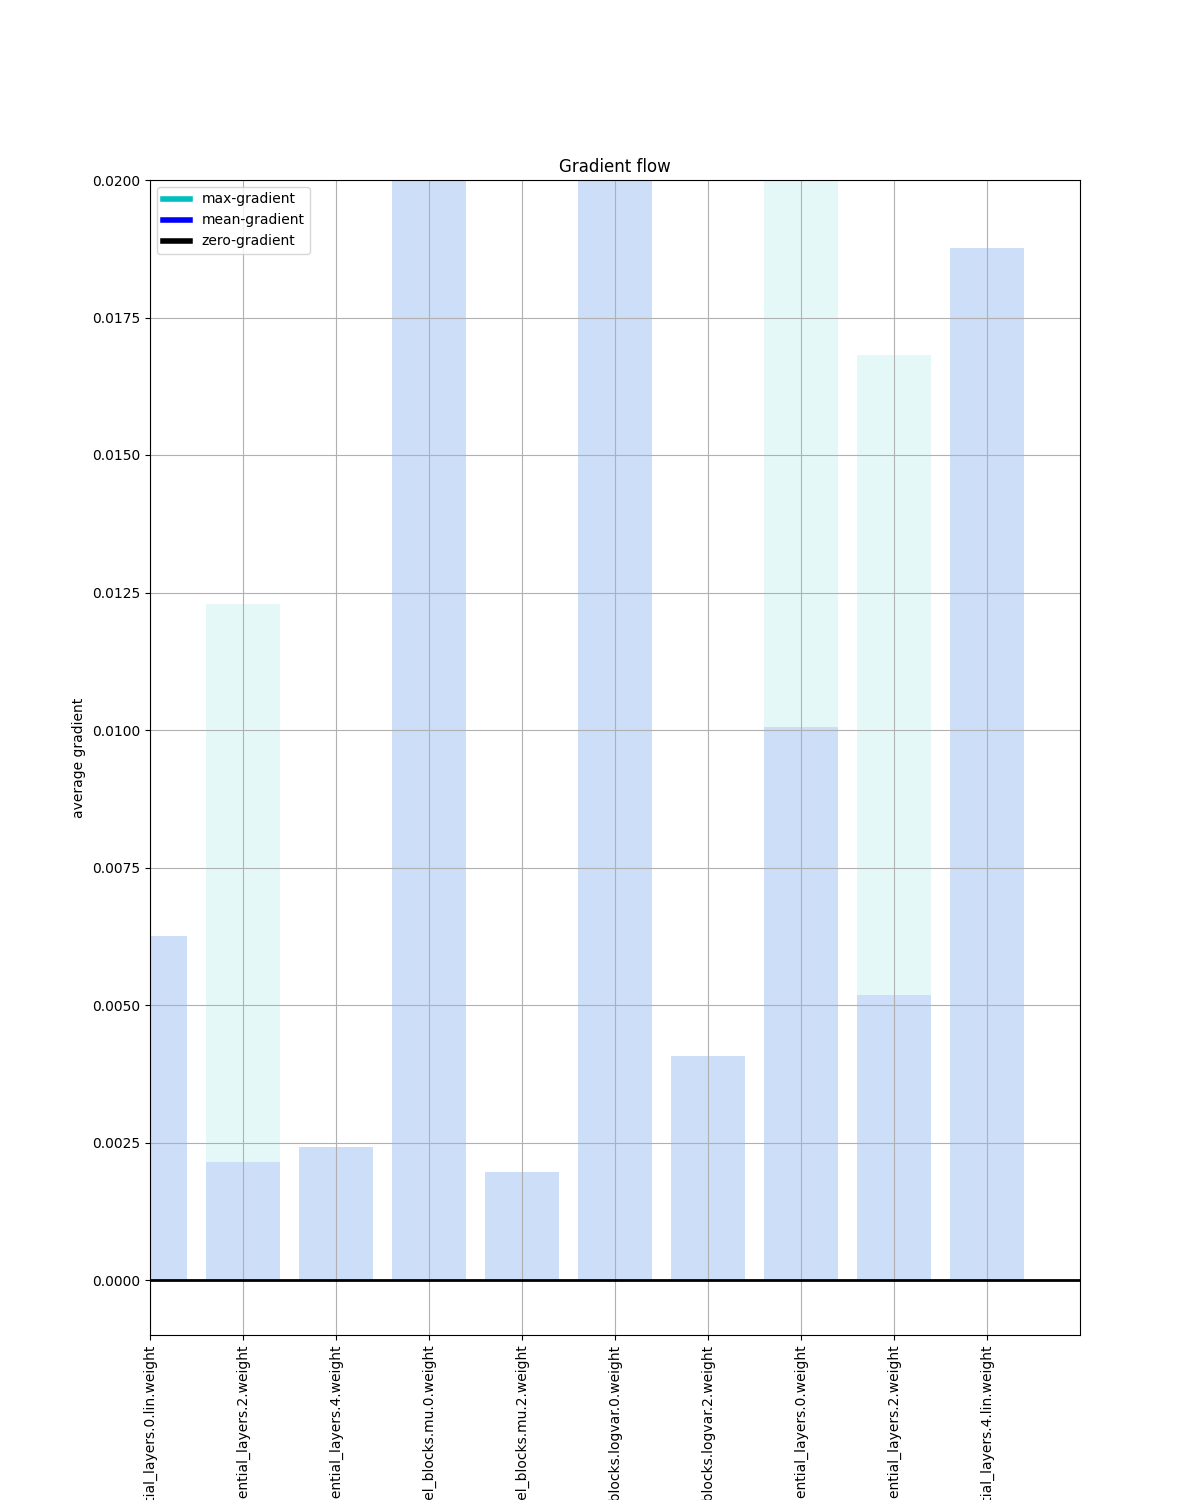 Gradient flow
max-gradient
mean-gradient
zero-gradient
0.0200
0.0175
0.0150
0.0125
0.0100
0.0075
0.0050
0.0025
0.0000
average gradient
tial_layers.0.lin.weight
ential_layers.2.weight
ential_layers.4.weight
el_blocks.mu.0.weight
el_blocks.mu.2.weight
blocks.logvar.0.weight
blocks.logvar.2.weight
ential_layers.0.weight
ential_layers.2.weight
tial_layers.4.lin.weight